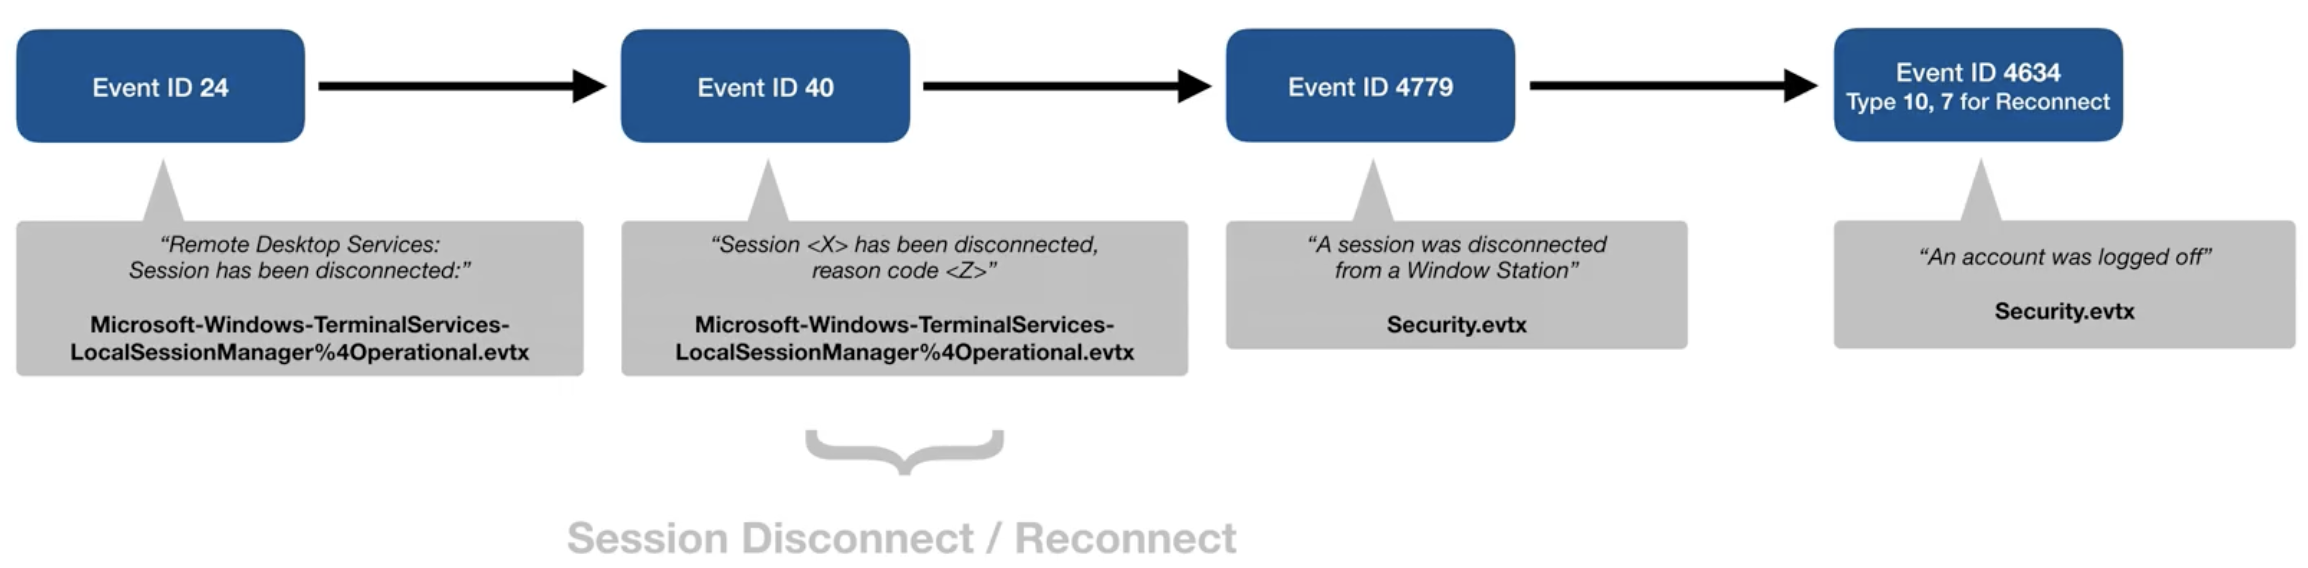 Event ID 24
Event ID 40
Event ID 4779
Event ID 4634
Type 10, 7 for Reconnect
“Remote Desktop Services:
Session has been disconnected:”
Microsoft-Windows-TerminalServices-
LocalSessionManager%4Operational.evtx
“Session <X> has been disconnected,
reason code <Z>”
Microsoft-Windows-TerminalServices-
LocalSessionManager%4Operational.evtx
“A session was disconnected
from a Window Station”
Security.evtx
“An account was logged off”
Security.evtx
Session Disconnect / Reconnect